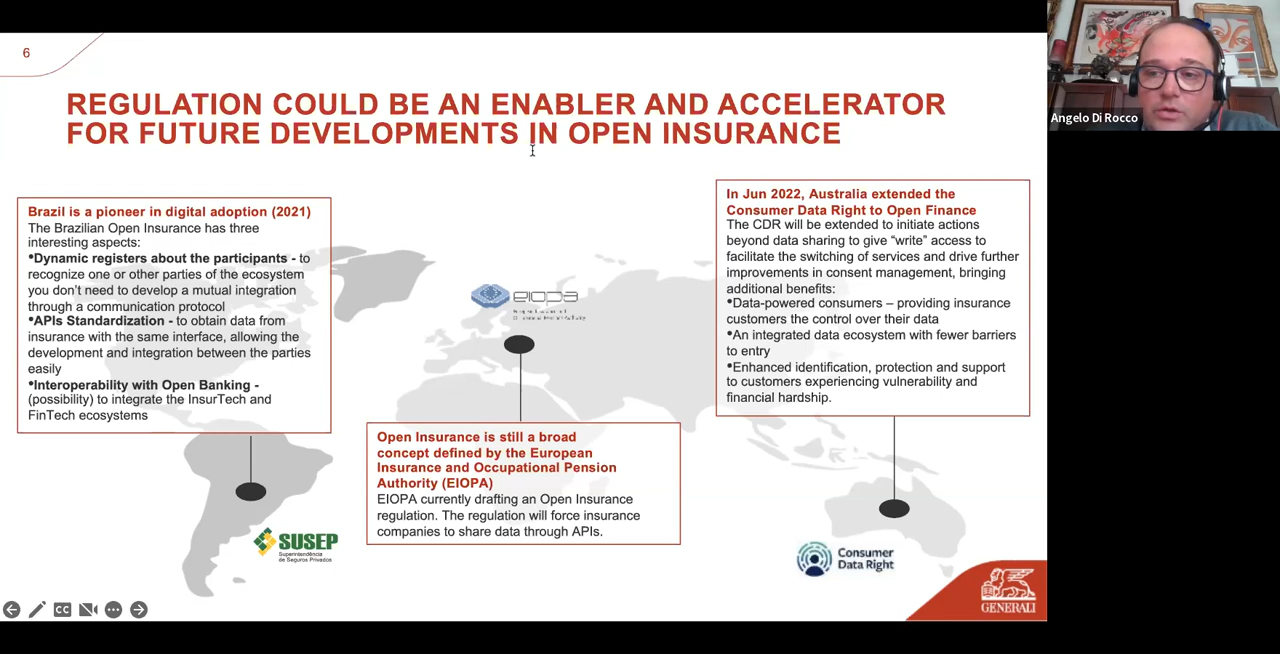 6
REGULATION COULD BE AN ENABLER AND ACCELERATOR
FOR FUTURE DEVELOPMENTS IN OPEN INSURANCE
Angelo Di Rocco
Brazil is a pioneer in digital adoption (2021)
The Brazilian Open Insurance has three
interesting aspects:
•Dynamic registers about the participants - to
recognize one or other parties of the ecosystem
you don't need to develop a mutual integration
through a communication protocol
•APIs Standardization - to obtain data from
insurance with the same interface, allowing the
development and integration between the parties
easily
•Interoperability with Open Banking -
(possibility) to integrate the InsurTech and
FinTech ecosystems
SUSEP
Superintendência
de Seguros Privados
eiopa
Open Insurance is still a broad
concept defined by the European
Insurance and Occupational Pension
Authority (EIOPA)
EIOPA currently drafting an Open Insurance
regulation. The regulation will force insurance
companies to share data through APIs.
In Jun 2022, Australia extended the
Consumer Data Right to Open Finance
The CDR will be extended to initiate actions
beyond data sharing to give “write” access to
facilitate the switching of services and drive further
improvements in consent management, bringing
additional benefits:
•Data-powered consumers – providing insurance
customers the control over their data
•An integrated data ecosystem with fewer barriers
to entry
•Enhanced identification, protection and support
to customers experiencing vulnerability and
financial hardship.
Consumer
Data Right
GENERALI
CC